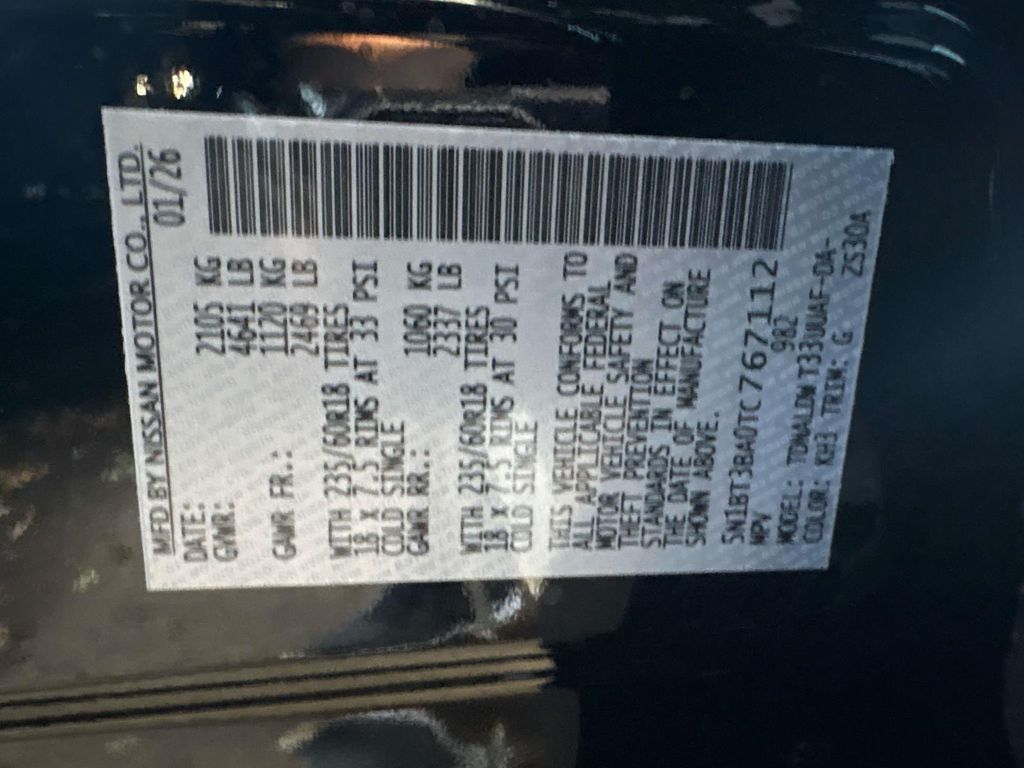 MFD BY NISSAN MOTOR CO., LTD.
DATE: 01/26
GVWR: 2105 KG
4641 LB
GAWR FR.: 1120 KG
2469 LB
WITH 235/60R18 TIRES
18 x 7.5 RIMS AT 33 PSI
COLD SINGLE
GAWR RR.: 1060 KG
2337 LB
WITH 235/60R18 TIRES
18 x 7.5 RIMS AT 30 PSI
COLD SINGLE
THIS VEHICLE CONFORMS TO
ALL APPLICABLE FEDERAL
MOTOR VEHICLE SAFETY AND
THEFT PREVENTION
STANDARDS IN EFFECT ON
THE DATE OF MANUFACTURE
SHOWN ABOVE..
5N1BT3BA0TC767112
MPV 982
MODEL: TDNALDW T33UUAF-DA-
COLOR: KH3 TRIM: G ZS30A